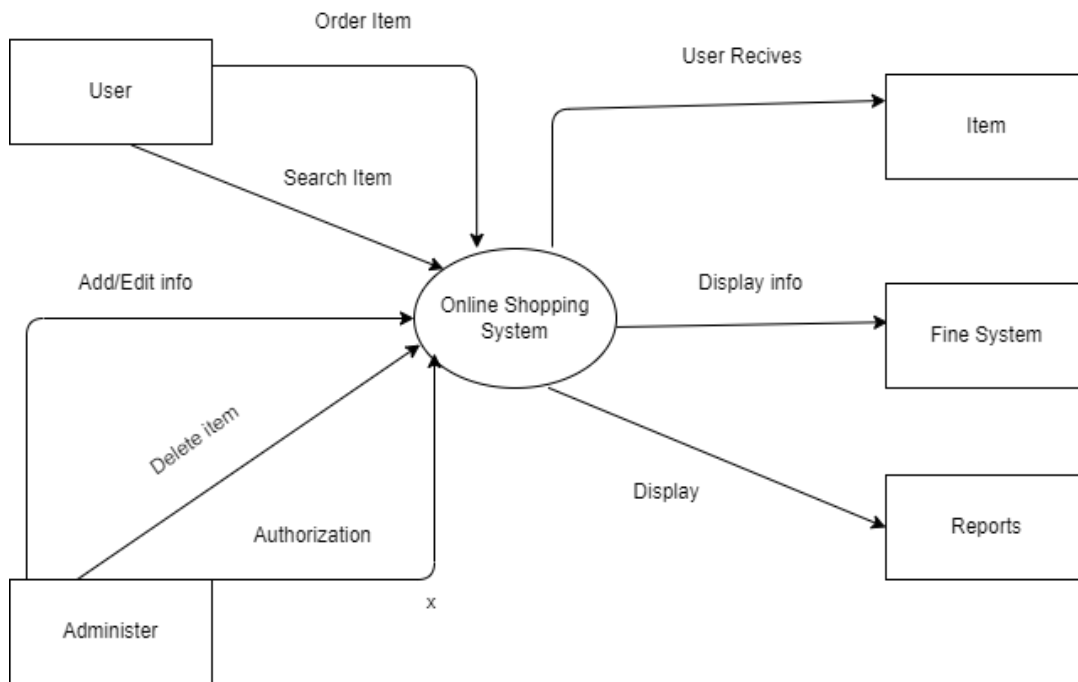 Order Item
User Recives
User
Item
Search Item
Add/Edit info
Display info
Online Shopping
System
Fine System
Delete item
Display
Authorization
Reports
x
Administer